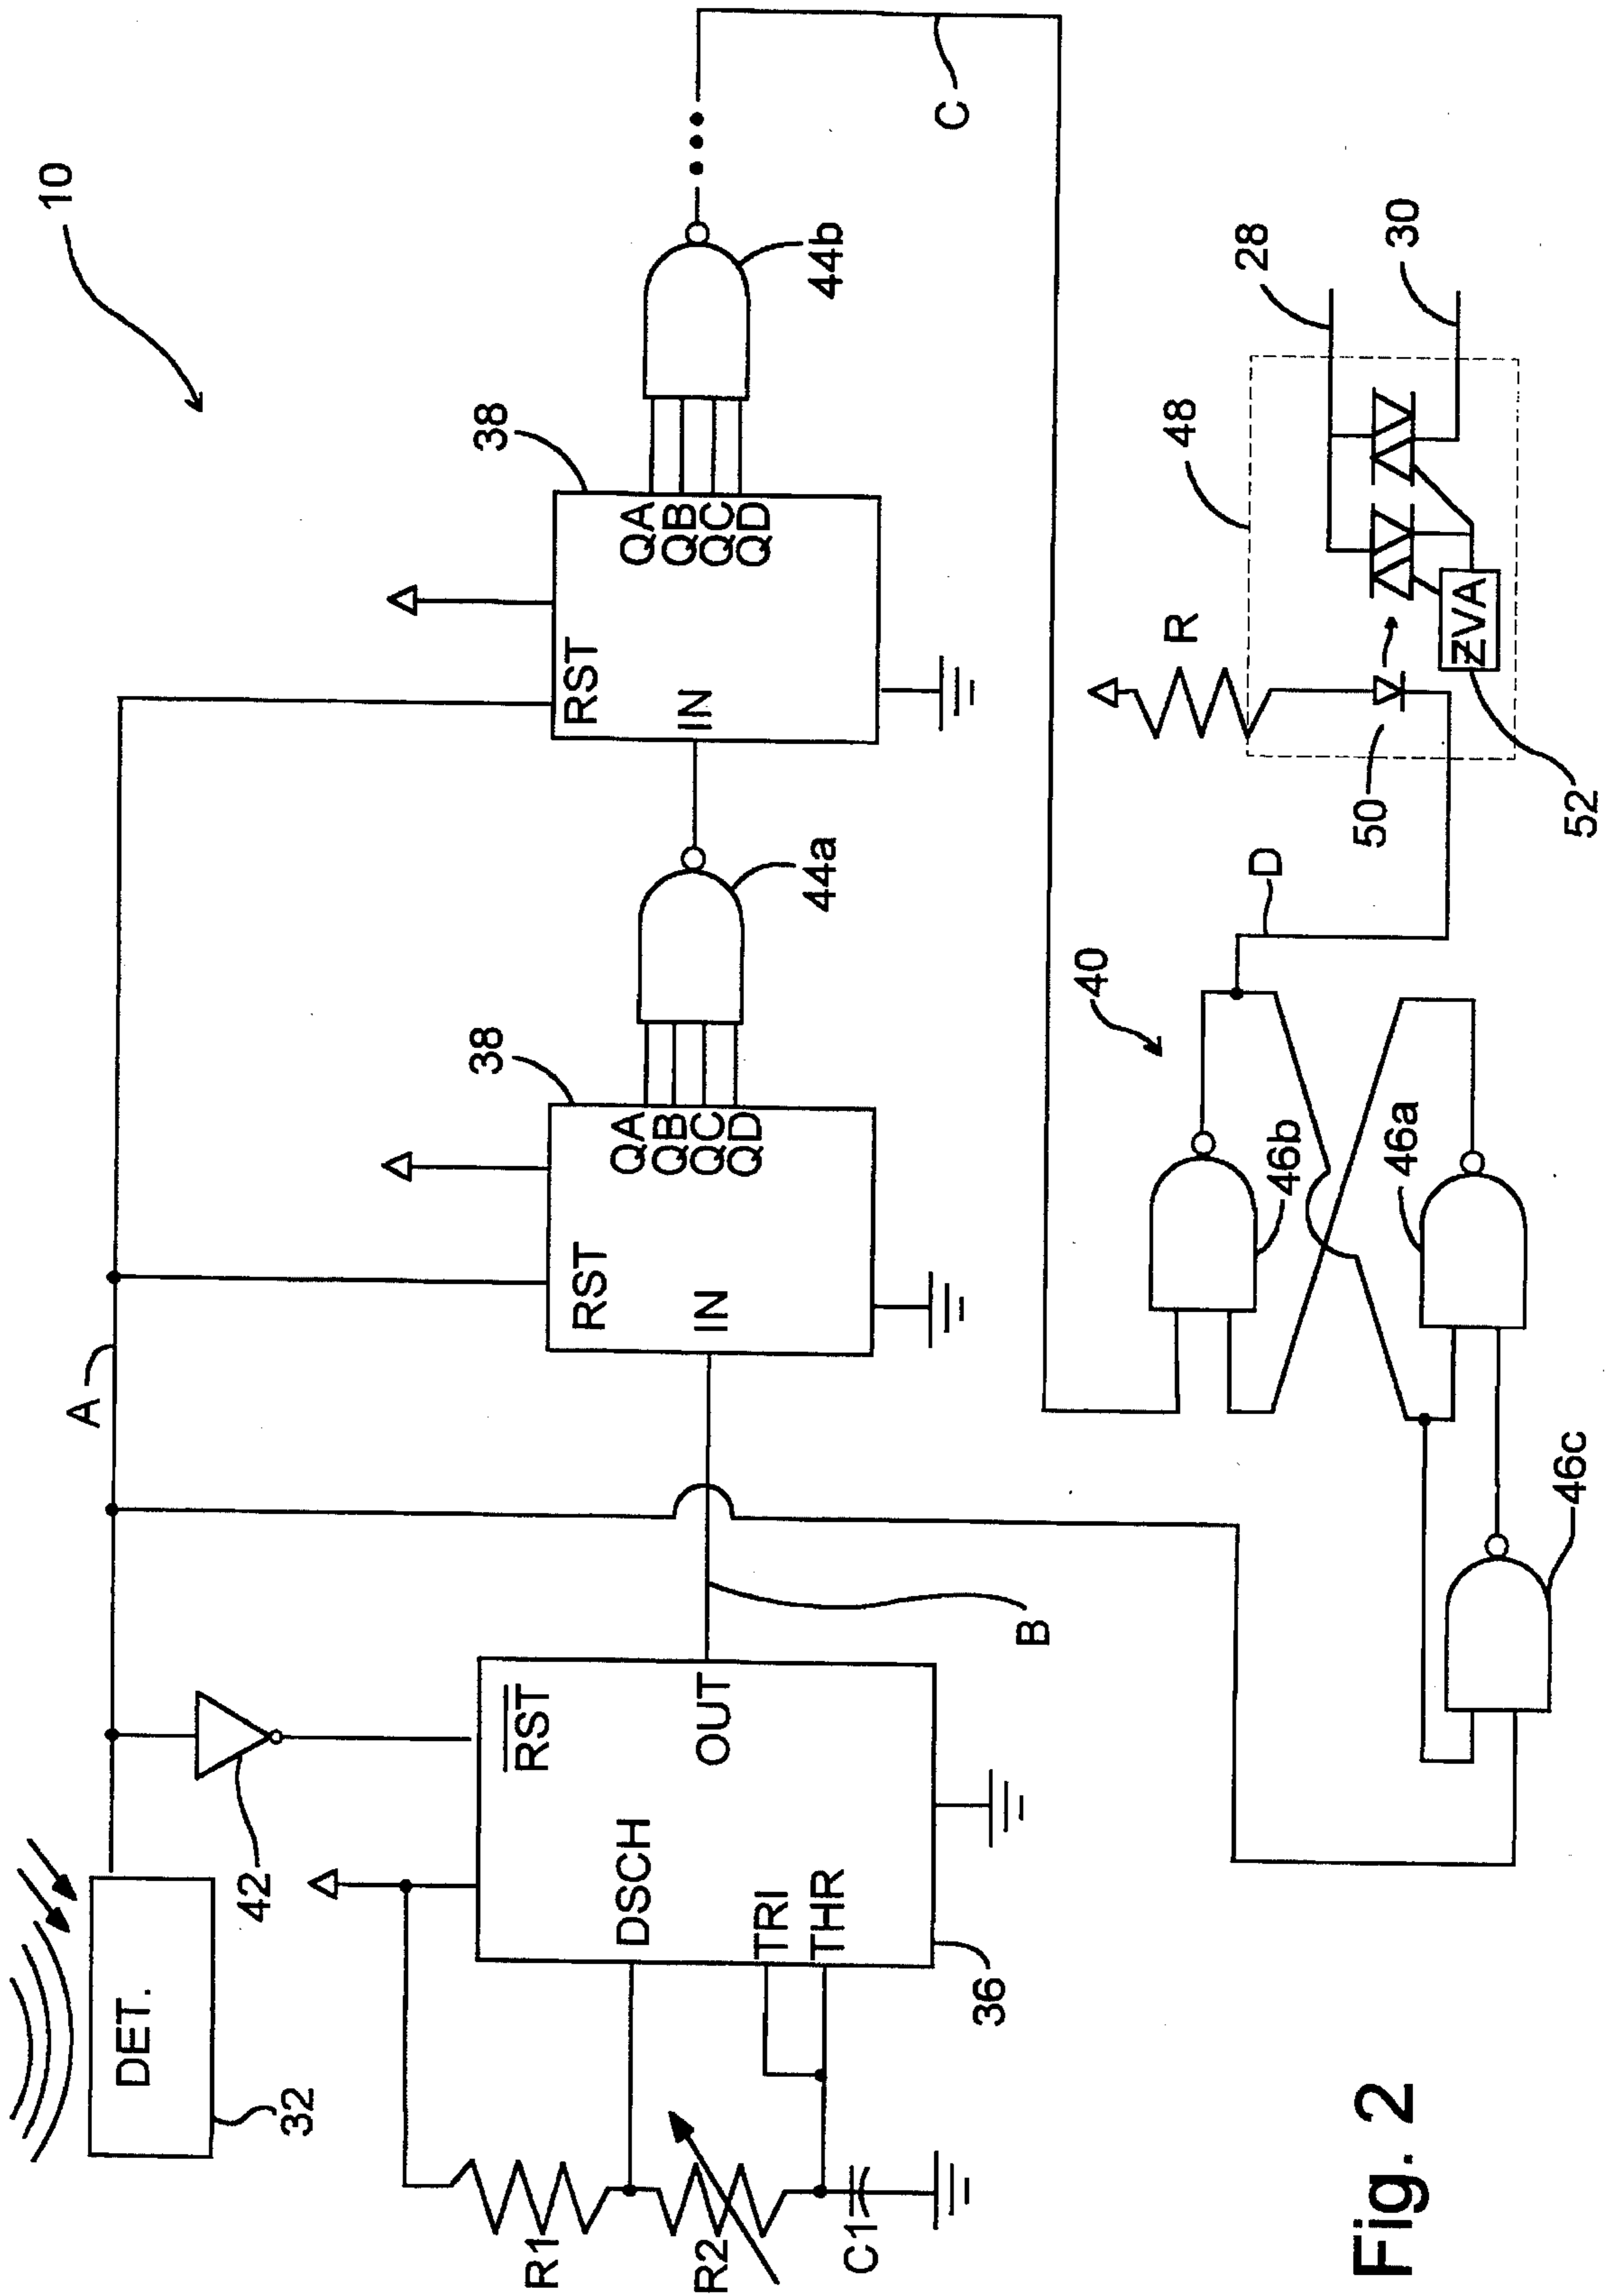 10
A
DET.
32
42
RST
DSCH
OUT
TRI
THR
36
R1
R2
C1
B
38
RST
IN
QA
QB
QC
QD
44a
38
RST
IN
QA
QB
QC
QD
44b
C
40
46b
46a
46c
D
R
48
28
30
50
ZVA
52
Fig. 2